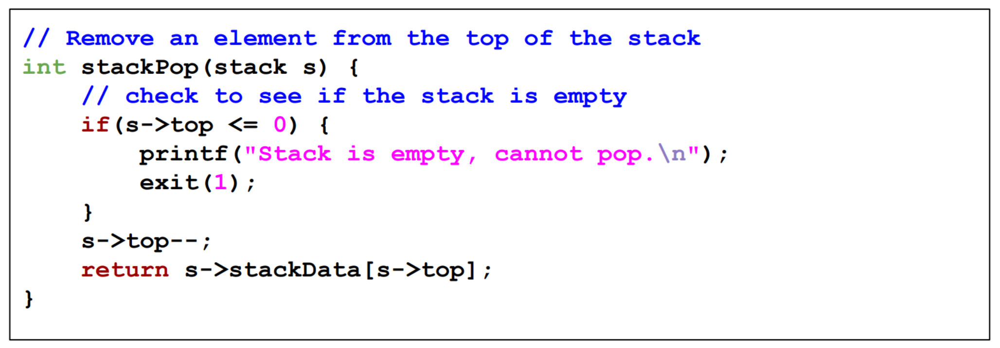 // Remove an element from the top of the stack
int stackPop(stack s) {
    // check to see if the stack is empty
    if(s->top <= 0) {
        printf("Stack is empty, cannot pop.\n");
        exit(1);
    }
    s->top--;
    return s->stackData[s->top];
}